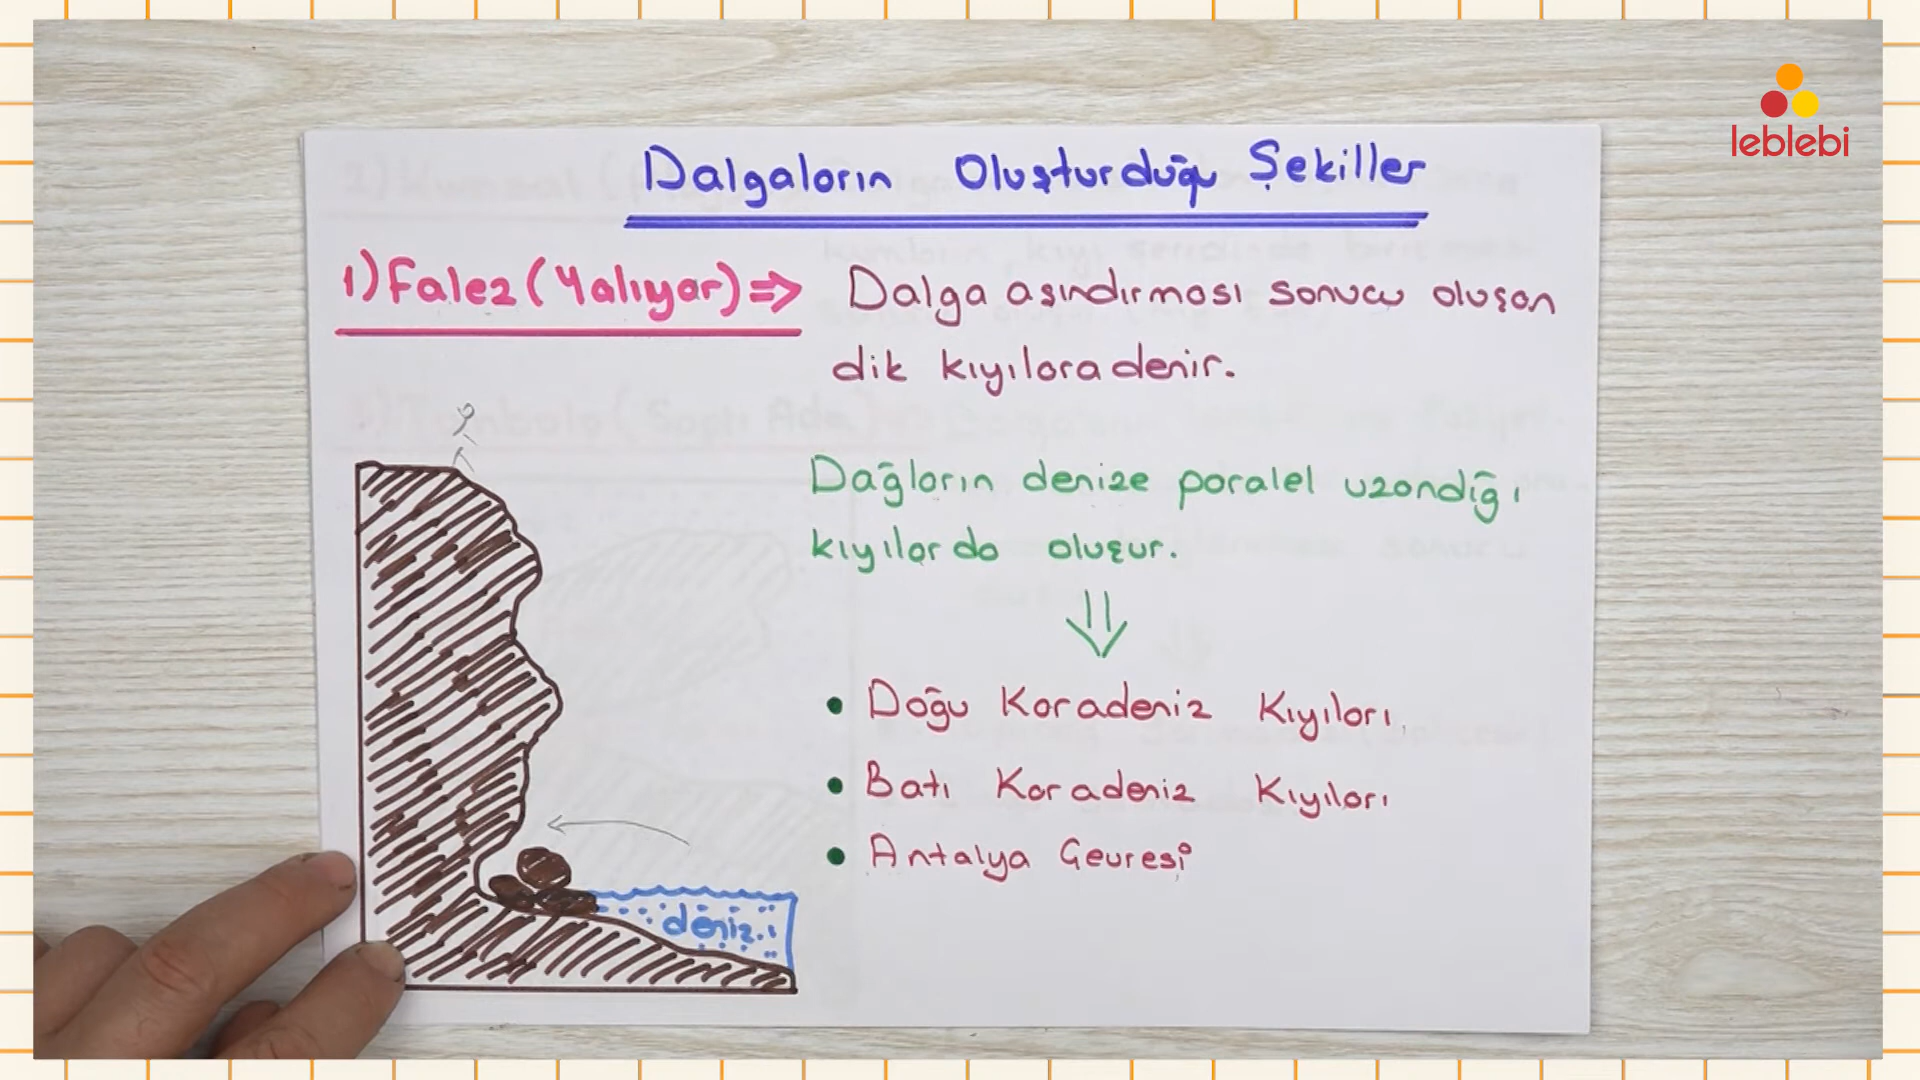 leblebi
Dalgaların Oluşturduğu Şekiller
1) Falez (Yalıyar) ⇒ Dalga aşındırması sonucu oluşan
dik kıyılara denir.
Dağların denize paralel uzandığı
kıyılarda oluşur.
• Doğu Karadeniz Kıyıları
• Batı Karadeniz Kıyıları
• Antalya Çevresi
deniz